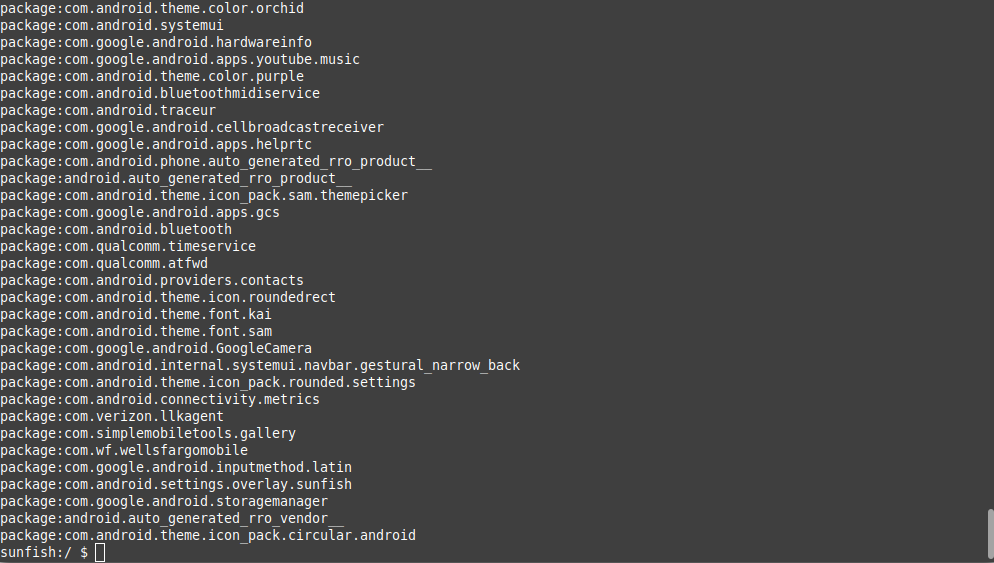 package:com.android.theme.color.orchid
package:com.android.systemui
package:com.google.android.hardwareinfo
package:com.google.android.apps.youtube.music
package:com.android.theme.color.purple
package:com.android.bluetoothmidiservice
package:com.android.traceur
package:com.google.android.cellbroadcastreceiver
package:com.google.android.apps.helprtc
package:com.android.phone.auto_generated_rro_product__
package:android.auto_generated_rro_product__
package:com.android.theme.icon_pack.sam.themepicker
package:com.google.android.apps.gcs
package:com.android.bluetooth
package:com.qualcomm.timeservice
package:com.qualcomm.atfwd
package:com.android.providers.contacts
package:com.android.theme.icon.roundedrect
package:com.android.theme.font.kai
package:com.android.theme.font.sam
package:com.google.android.GoogleCamera
package:com.android.internal.systemui.navbar.gestural_narrow_back
package:com.android.theme.icon_pack.rounded.settings
package:com.android.connectivity.metrics
package:com.verizon.llkagent
package:com.simplemobiletools.gallery
package:com.wf.wellsfargomobile
package:com.google.android.inputmethod.latin
package:com.android.settings.overlay.sunfish
package:com.google.android.storagemanager
package:android.auto_generated_rro_vendor__
package:com.android.theme.icon_pack.circular.android
sunfish:/ $